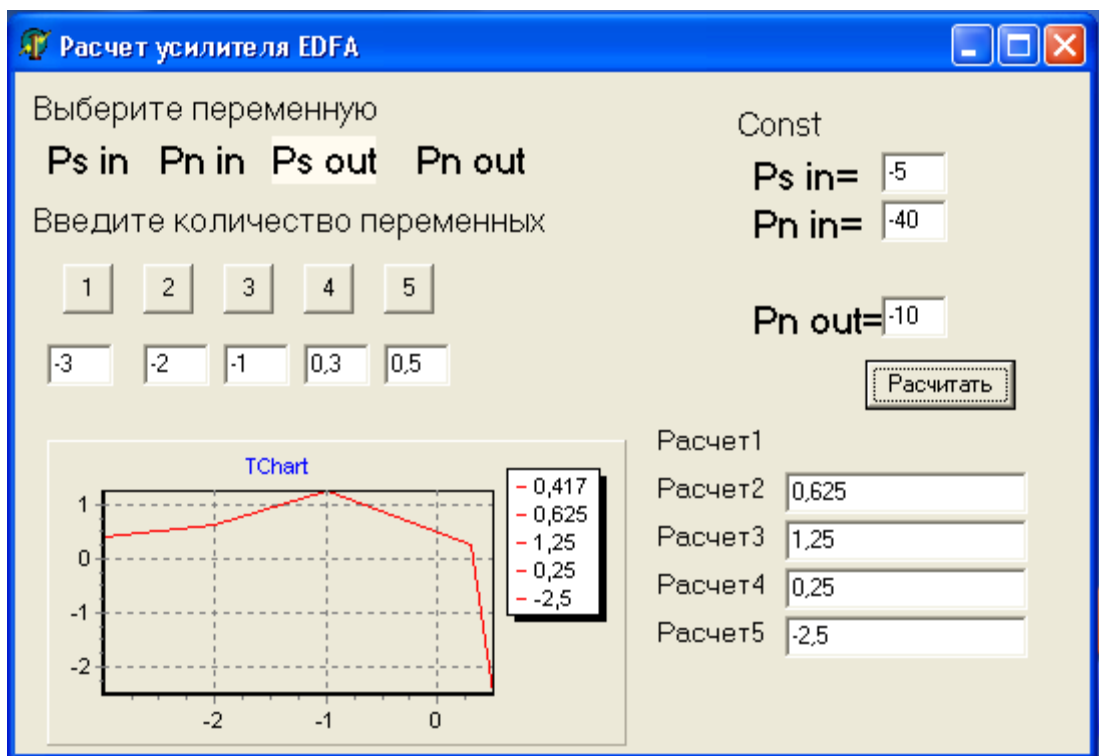 Расчет усилителя EDFA
Выберите переменную
Ps in Pn in Ps out Pn out
Введите количество переменных
1 2 3 4 5
-3 -2 -1 0,3 0,5
Const
Ps in= -5
Pn in= -40
Pn out= -10
Расчитать
TChart
1
0
-1
-2
-2 -1 0
0,417
0,625
1,25
0,25
-2,5
Расчет1
Расчет2 0,625
Расчет3 1,25
Расчет4 0,25
Расчет5 -2,5